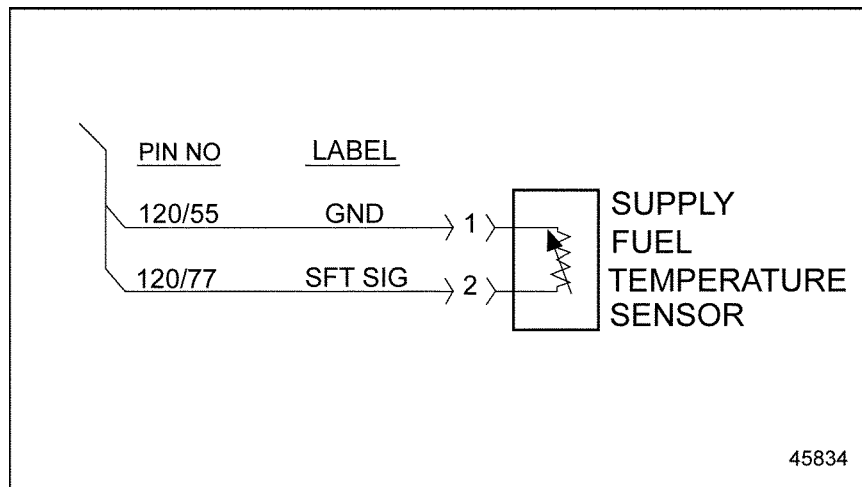 PIN NO LABEL
120/55 GND 1
120/77 SFT SIG 2
SUPPLY
FUEL
TEMPERATURE
SENSOR
45834